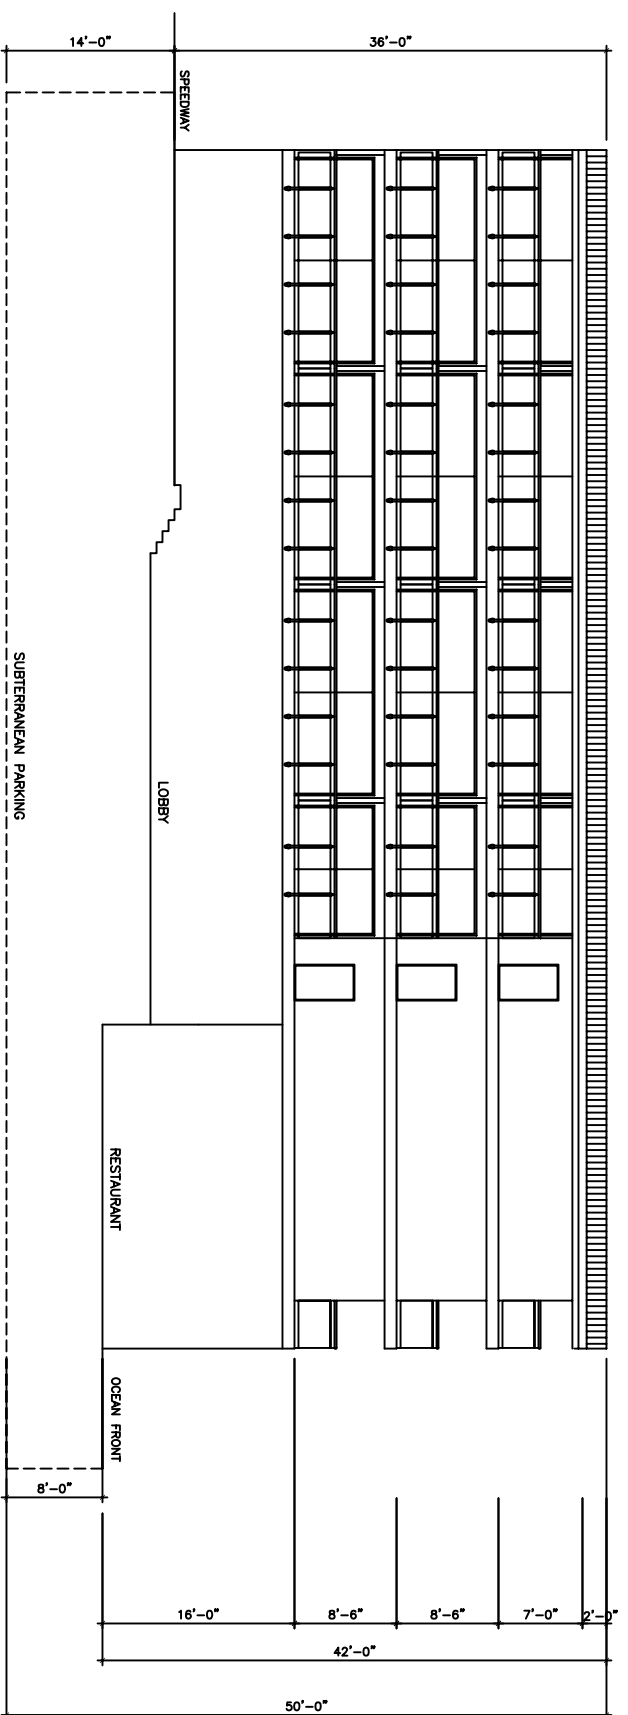 14'-0"
36'-0"
SPEEDWAY
SUBTERRANEAN PARKING
LOBBY
RESTAURANT
OCEAN FRONT
8'-0"
16'-0"
8'-6"
8'-6"
7'-0"
2'-0"
42'-0"
50'-0"